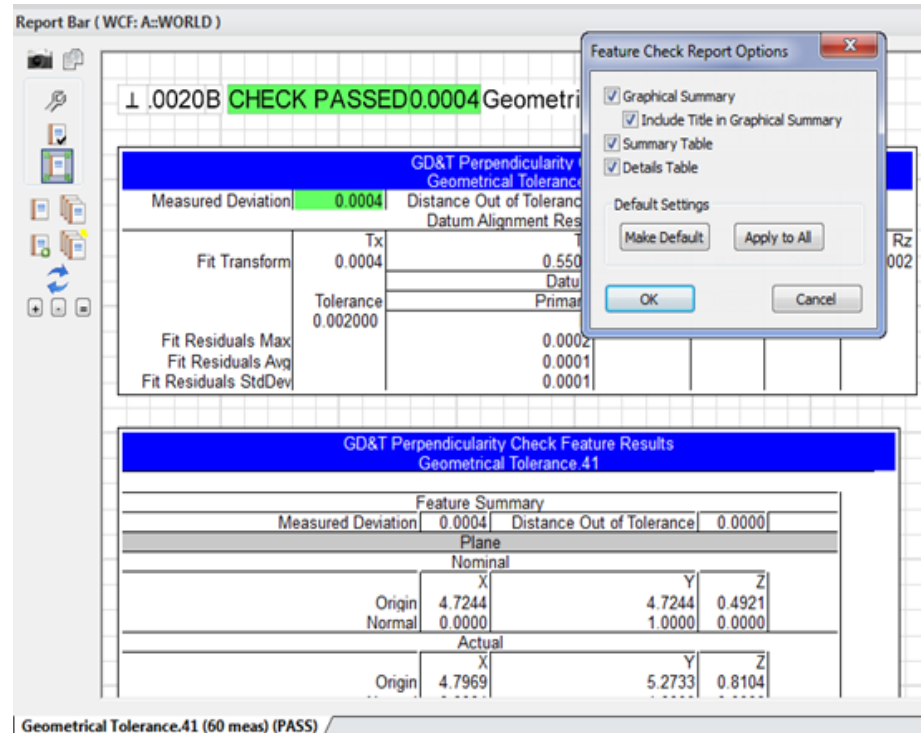 Report Bar ( WCF: A::WORLD )
Feature Check Report Options
Graphical Summary
Include Title in Graphical Summary
Summary Table
Details Table
Default Settings
Make Default Apply to All
OK Cancel
⊥ .0020B CHECK PASSED0.0004 Geometri
GD&T Perpendicularity
Geometrical Tolerance
Measured Deviation 0.0004 Distance Out of Toleranc
Datum Alignment Res
Tx Rz
Fit Transform 0.0004 0.550 002
Datu
Tolerance Primar
0.002000
Fit Residuals Max 0.0002
Fit Residuals Avg 0.0001
Fit Residuals StdDev 0.0001
GD&T Perpendicularity Check Feature Results
Geometrical Tolerance.41
Feature Summary
Measured Deviation 0.0004 Distance Out of Tolerance 0.0000
Plane
Nominal
X Y Z
Origin 4.7244 4.7244 0.4921
Normal 0.0000 1.0000 0.0000
Actual
X Y Z
Origin 4.7969 5.2733 0.8104
Geometrical Tolerance.41 (60 meas) (PASS)